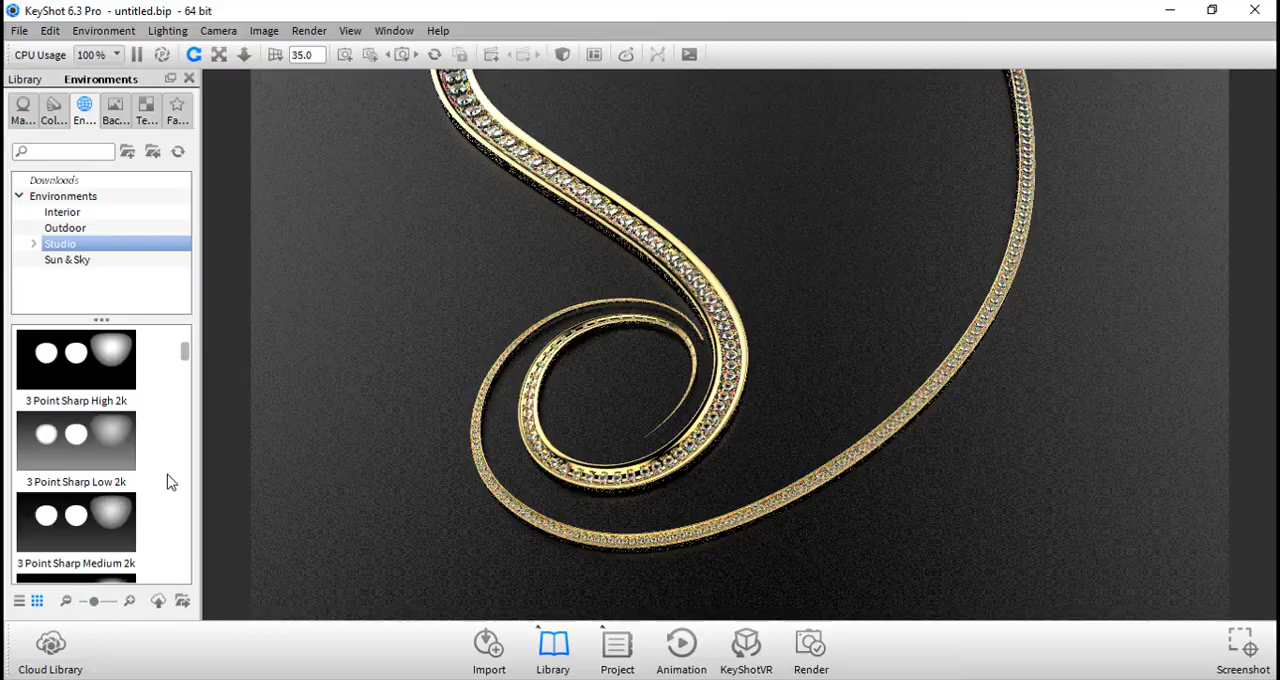 KeyShot 6.3 Pro - untitled.bip - 64 bit
File Edit Environment Lighting Camera Image Render View Window Help
CPU Usage 100 % 35.0
Library Environments
Ma... Col... En... Bac... Te... Fa...
Downloads
Environments
Interior
Outdoor
Studio
Sun & Sky
3 Point Sharp High 2k
3 Point Sharp Low 2k
3 Point Sharp Medium 2k
Cloud Library Import Library Project Animation KeyShotVR Render Screenshot